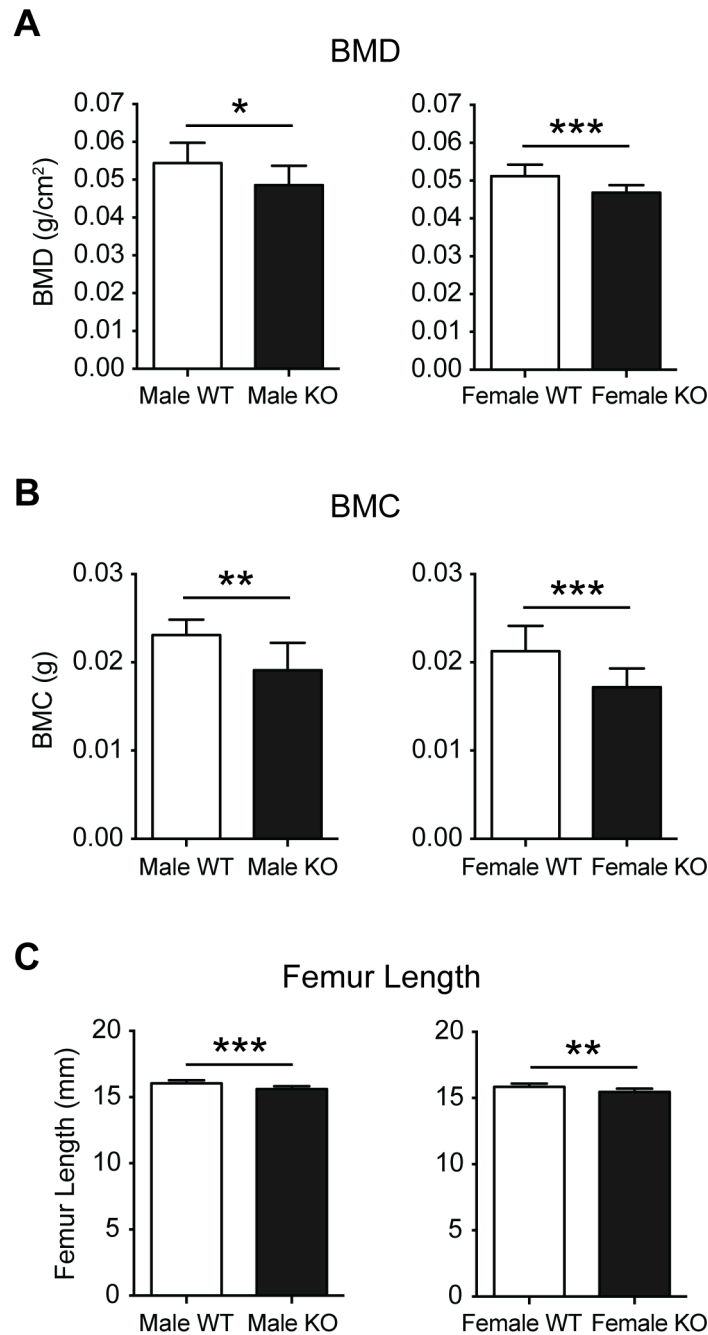 A
BMD
BMD (g/cm²)
0.07
0.06
0.05
0.04
0.03
0.02
0.01
0.00
*
Male WT Male KO
0.07
0.06
0.05
0.04
0.03
0.02
0.01
0.00
***
Female WT Female KO
B
BMC
BMC (g)
0.03
0.02
0.01
0.00
**
Male WT Male KO
0.03
0.02
0.01
0.00
***
Female WT Female KO
C
Femur Length
Femur Length (mm)
20
15
10
5
0
***
Male WT Male KO
20
15
10
5
0
**
Female WT Female KO